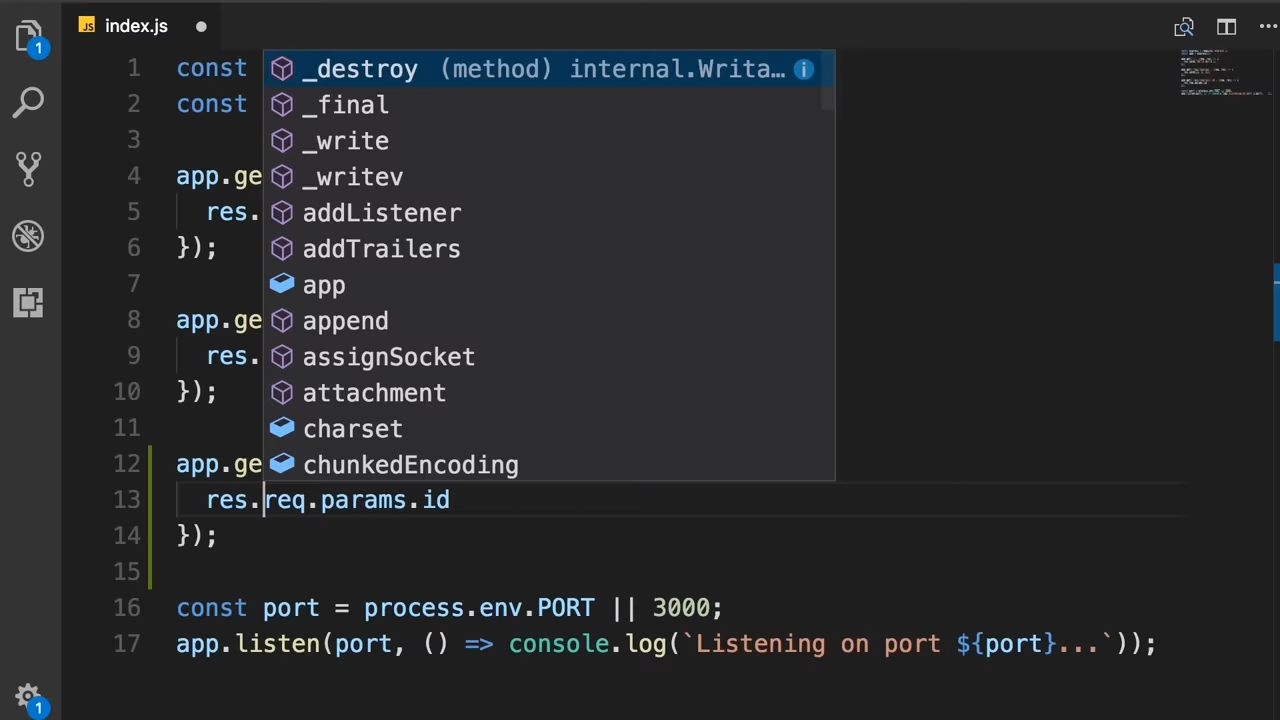 JS index.js
1 const
2 const
3
4 app.ge
5 res.
6 });
7
8 app.ge
9 res.
10 });
11
12 app.ge
13 res.req.params.id
14 });
15
16 const port = process.env.PORT || 3000;
17 app.listen(port, () => console.log(`Listening on port ${port}...`));
_destroy (method) internal.Writa…
_final
_write
_writev
addListener
addTrailers
app
append
assignSocket
attachment
charset
chunkedEncoding
1
1